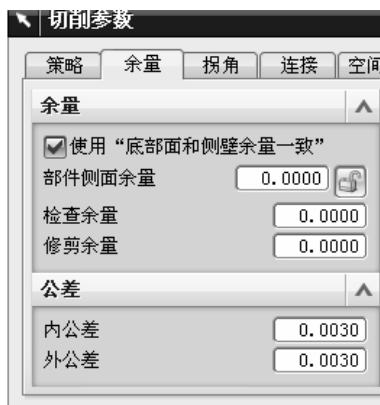 切削参数
策略 余量 拐角 连接 空间
余量
使用“底部面和侧壁余量一致”
部件侧面余量 0.0000
检查余量 0.0000
修剪余量 0.0000
公差
内公差 0.0030
外公差 0.0030